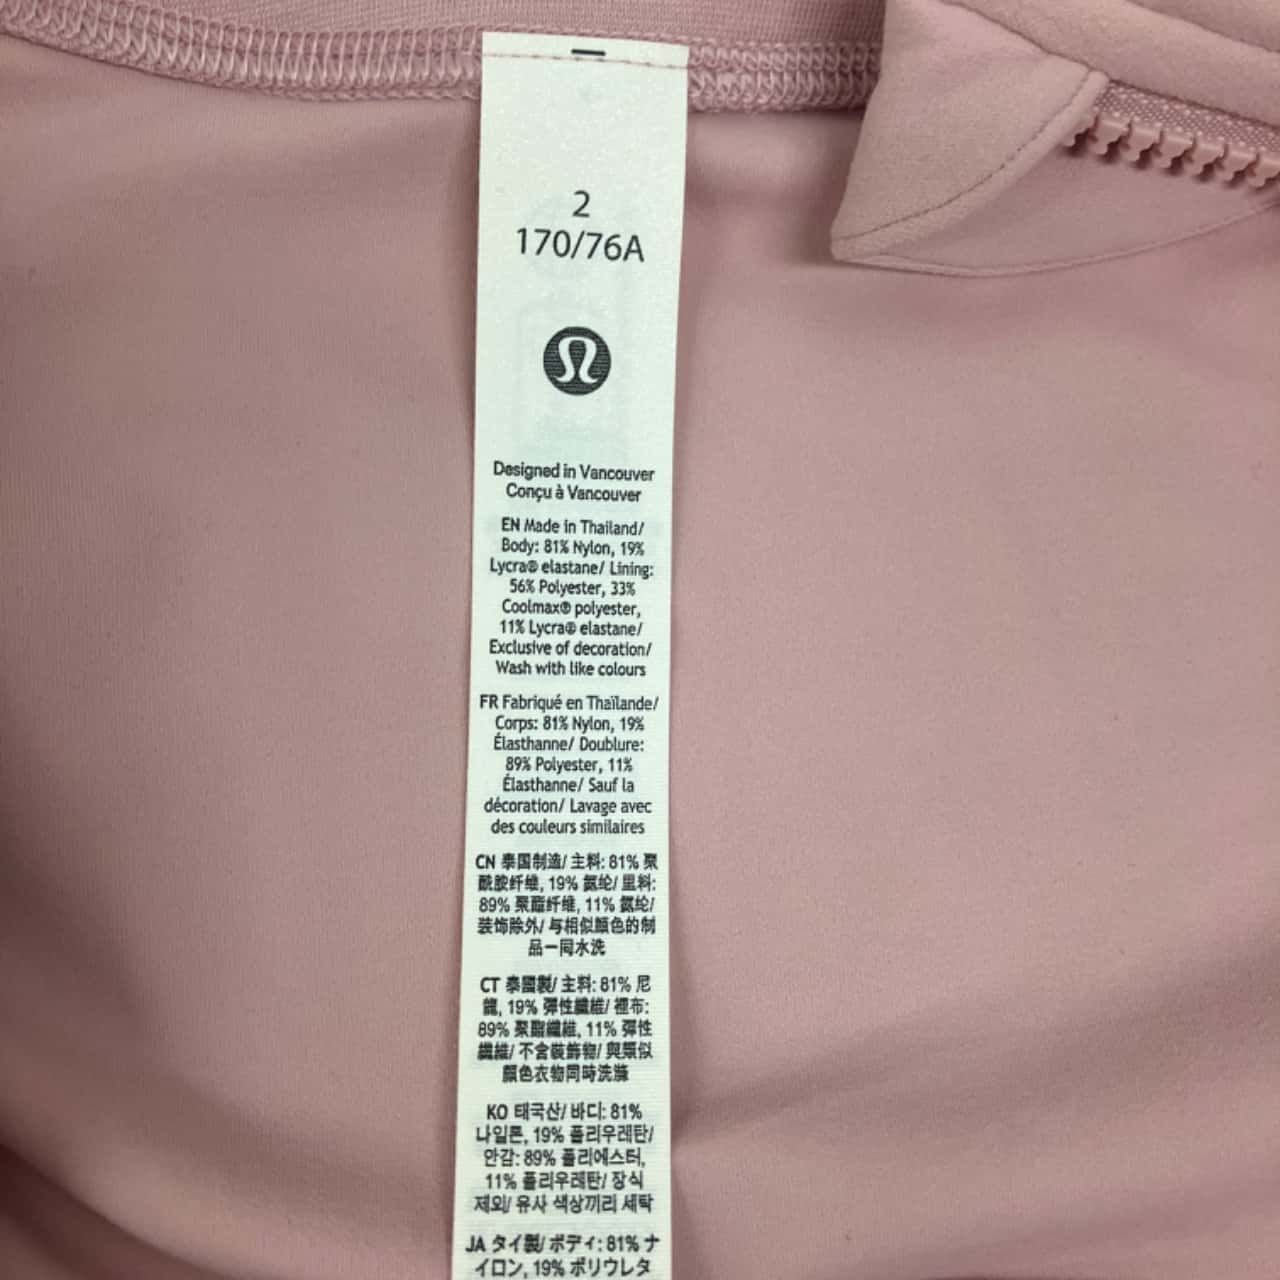 2
170/76A
Designed in Vancouver
Conçu à Vancouver
EN Made in Thailand/
Body: 81% Nylon, 19%
Lycra® elastane/ Lining:
56% Polyester, 33%
Coolmax® polyester,
11% Lycra® elastane/
Exclusive of decoration/
Wash with like colours
FR Fabriqué en Thaïlande/
Corps: 81% Nylon, 19%
Élasthanne/ Doublure:
89% Polyester, 11%
Élasthanne/ Sauf la
décoration/ Lavage avec
des couleurs similaires
CN 泰国制造/ 主料: 81% 聚
酰胺纤维, 19% 氨纶/ 里料:
89% 聚酯纤维, 11% 氨纶/
装饰除外/ 与相似顏色的制
品一同水洗
CT 泰國製/ 主料: 81% 尼
龍, 19% 彈性纖維/ 裡布:
89% 聚酯纖維, 11% 彈性
纖維/ 不含裝飾物/ 與類似
顏色衣物同時洗滌
KO 태국산/ 바디: 81%
나일론, 19% 폴리우레탄/
안감: 89% 폴리에스터,
11% 폴리우레탄/ 장식
제외/ 유사 색상끼리 세탁
JA タイ製/ ボディ: 81% ナ
イロン, 19% ポリウレタ